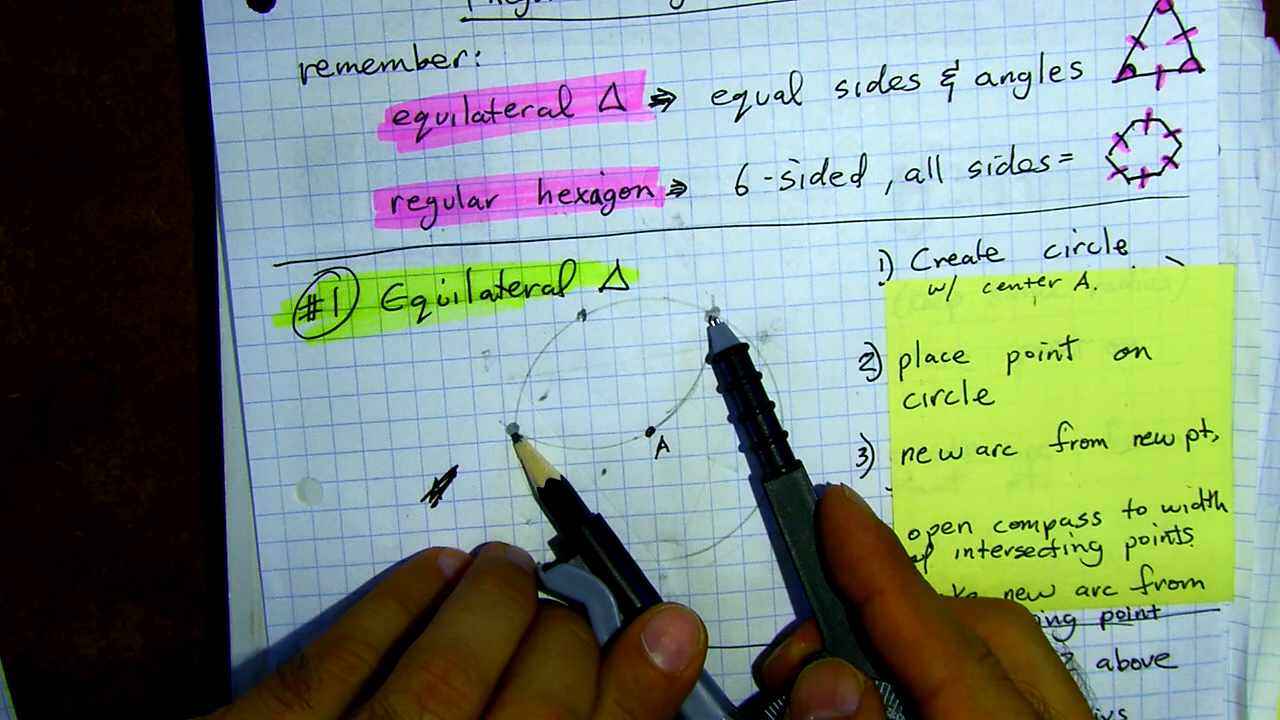 remember:
equilateral Δ ⇒ equal sides & angles
regular hexagon ⇒ 6-sided, all sides =
#1 Equilateral Δ
1) Create circle
w/ center A.
2) place point on
circle
3) new arc from new pt,
open compass to width
of intersecting points
new arc from
point
above
A